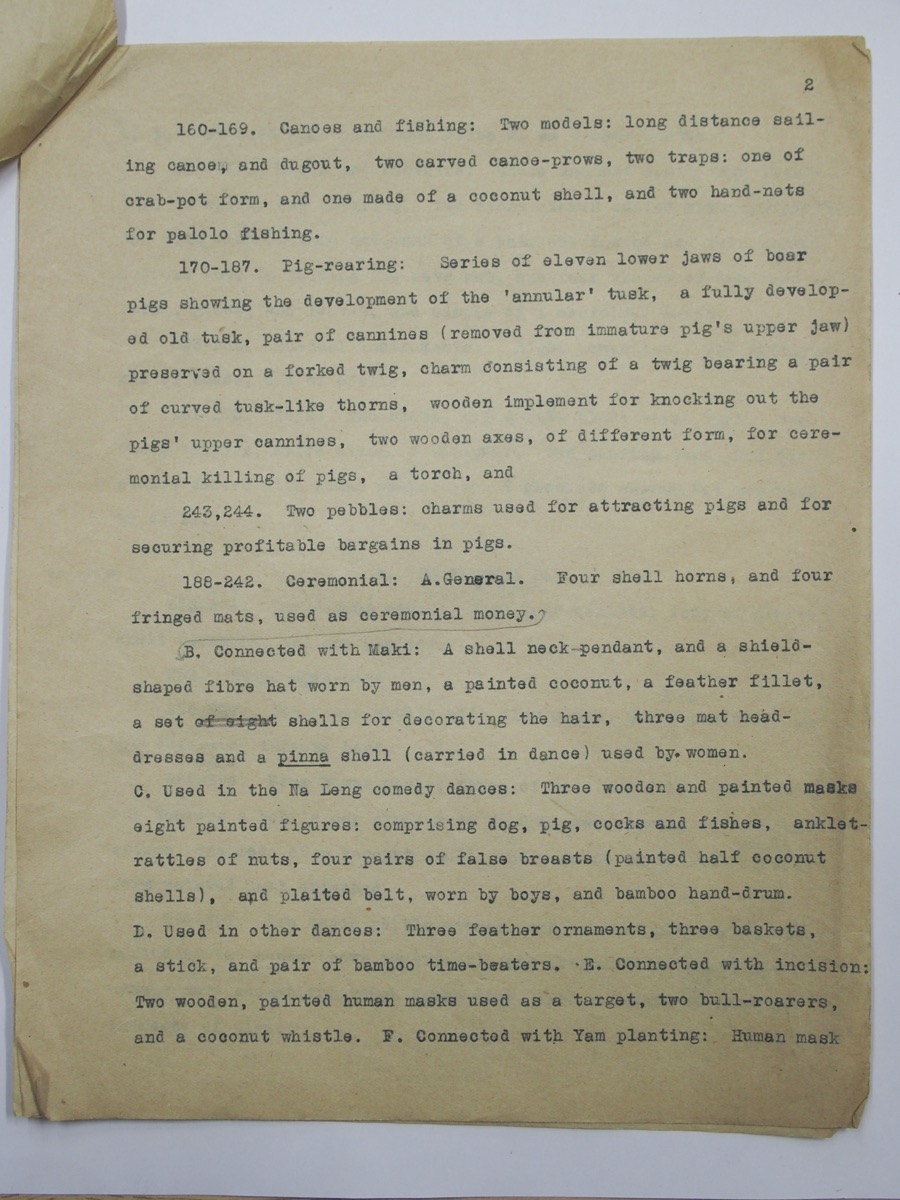 2
160-169. Canoes and fishing: Two models: long distance sail-
ing canoe, and dugout, two carved canoe-prows, two traps: one of
crab-pot form, and one made of a coconut shell, and two hand-nets
for palolo fishing.
170-187. Pig-rearing: Series of eleven lower jaws of boar
pigs showing the development of the 'annular' tusk, a fully develop-
ed old tusk, pair of cannines (removed from immature pig's upper jaw)
preserved on a forked twig, charm consisting of a twig bearing a pair
of curved tusk-like thorns, wooden implement for knocking out the
pigs' upper cannines, two wooden axes, of different form, for cere-
monial killing of pigs, a torch, and
243,244. Two pebbles: charms used for attracting pigs and for
securing profitable bargains in pigs.
188-242. Ceremonial: A.General. Four shell horns, and four
fringed mats, used as ceremonial money.
B. Connected with Maki: A shell neck-pendant, and a shield-
shaped fibre hat worn by men, a painted coconut, a feather fillet,
a set of eight shells for decorating the hair, three mat head-
dresses and a pinna shell (carried in dance) used by women.
C. Used in the Na Leng comedy dances: Three wooden and painted masks
eight painted figures: comprising dog, pig, cocks and fishes, anklet-
rattles of nuts, four pairs of false breasts (painted half coconut
shells), and plaited belt, worn by boys, and bamboo hand-drum.
D. Used in other dances: Three feather ornaments, three baskets,
a stick, and pair of bamboo time-beaters. E. Connected with incision:
Two wooden, painted human masks used as a target, two bull-roarers,
and a coconut whistle. F. Connected with Yam planting: Human mask